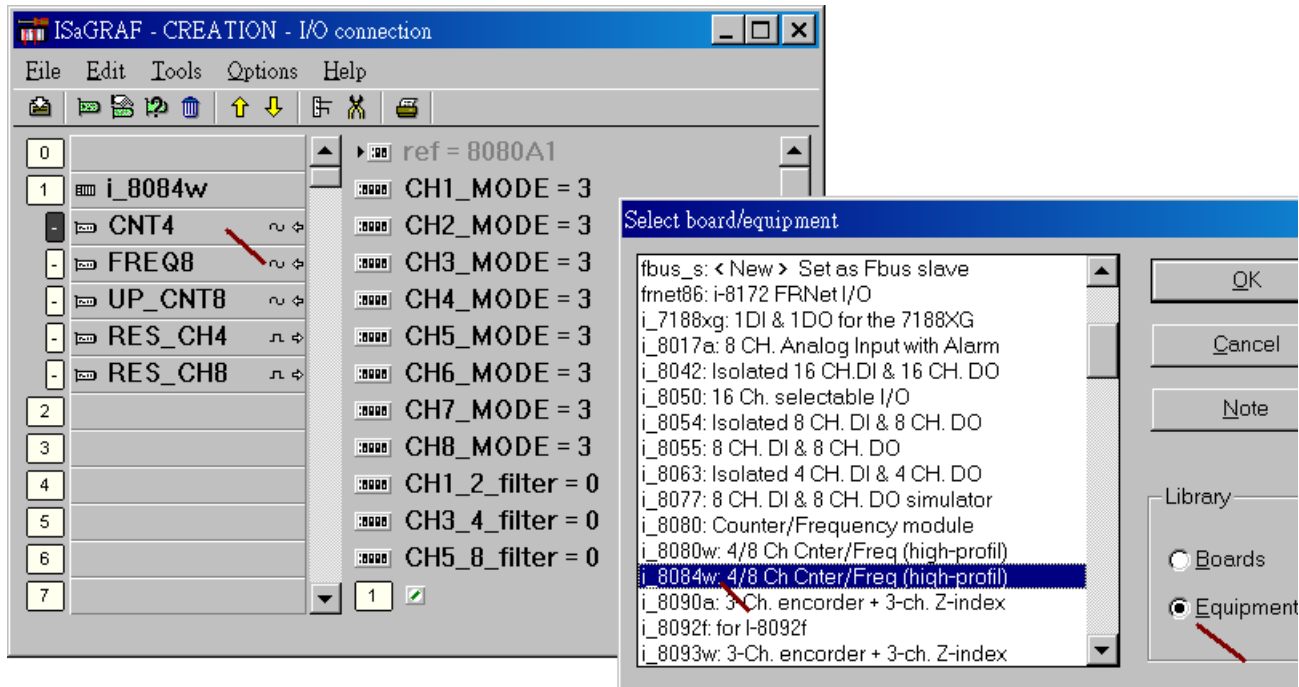 ISaGRAF - CREATION - I/O connection
File Edit Tools Options Help
0
1 i_8084w
- CNT4
- FREQ8
- UP_CNT8
- RES_CH4
- RES_CH8
2
3
4
5
6
7
ref = 8080A1
CH1_MODE = 3
CH2_MODE = 3
CH3_MODE = 3
CH4_MODE = 3
CH5_MODE = 3
CH6_MODE = 3
CH7_MODE = 3
CH8_MODE = 3
CH1_2_filter = 0
CH3_4_filter = 0
CH5_8_filter = 0
1
Select board/equipment
fbus_s: < New > Set as Fbus slave
frnet86: i-8172 FRNet I/O
i_7188xg: 1DI & 1DO for the 7188XG
i_8017a: 8 CH. Analog Input with Alarm
i_8042: Isolated 16 CH.DI & 16 CH. DO
i_8050: 16 Ch. selectable I/O
i_8054: Isolated 8 CH. DI & 8 CH. DO
i_8055: 8 CH. DI & 8 CH. DO
i_8063: Isolated 4 CH. DI & 4 CH. DO
i_8077: 8 CH. DI & 8 CH. DO simulator
i_8080: Counter/Frequency module
i_8080w: 4/8 Ch Cnter/Freq (high-profil)
i_8084w: 4/8 Ch Cnter/Freq (high-profil)
i_8090a: 3-Ch. encorder + 3-ch. Z-index
i_8092f: for I-8092f
i_8093w: 3-Ch. encorder + 3-ch. Z-index
OK
Cancel
Note
Library
Boards
Equipment